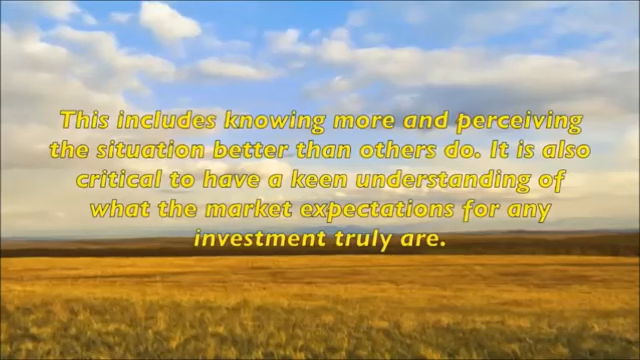 This includes knowing more and perceiving
the situation better than others do. It is also
critical to have a keen understanding of
what the market expectations for any
investment truly are.